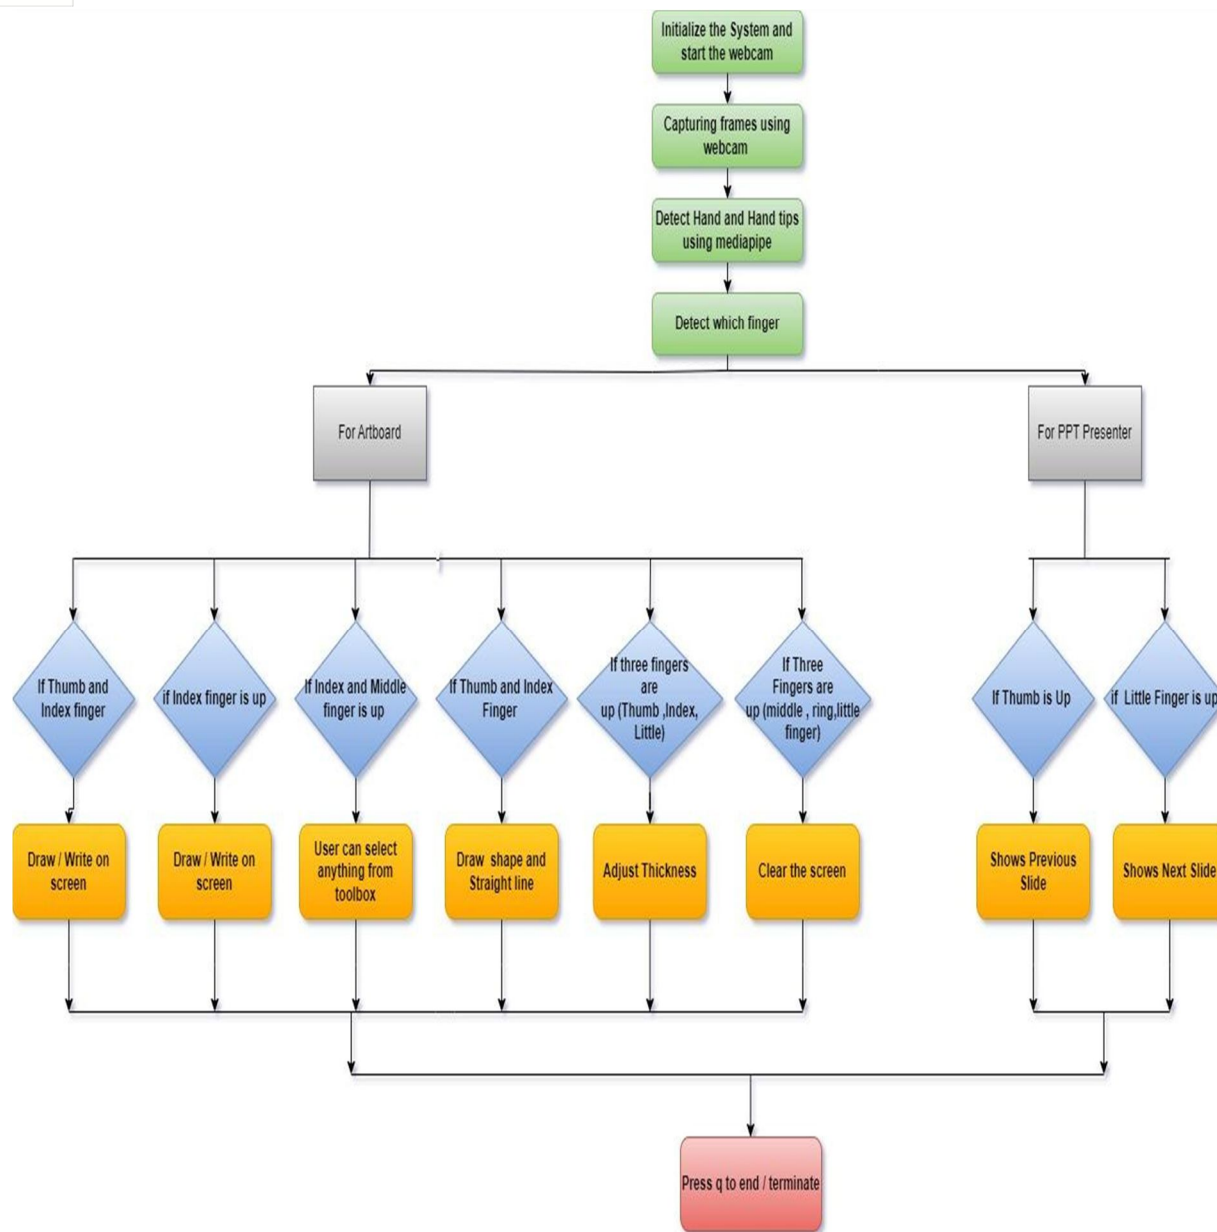 Initialize the System and
start the webcam
Capturing frames using
webcam
Detect Hand and Hand tips
using mediapipe
Detect which finger
For Artboard
For PPT Presenter
If Thumb and
Index finger
if Index finger is up
If Index and Middle
finger is up
If Thumb and Index
Finger
If three fingers
are
up (Thumb ,Index,
Little)
If Three
Fingers are
up (middle , ring,little
finger)
If Thumb is Up
if Little Finger is up
Draw / Write on
screen
Draw / Write on
screen
User can select
anything from
toolbox
Draw shape and
Straight line
Adjust Thickness
Clear the screen
Shows Previous
Slide
Shows Next Slide
Press q to end / terminate